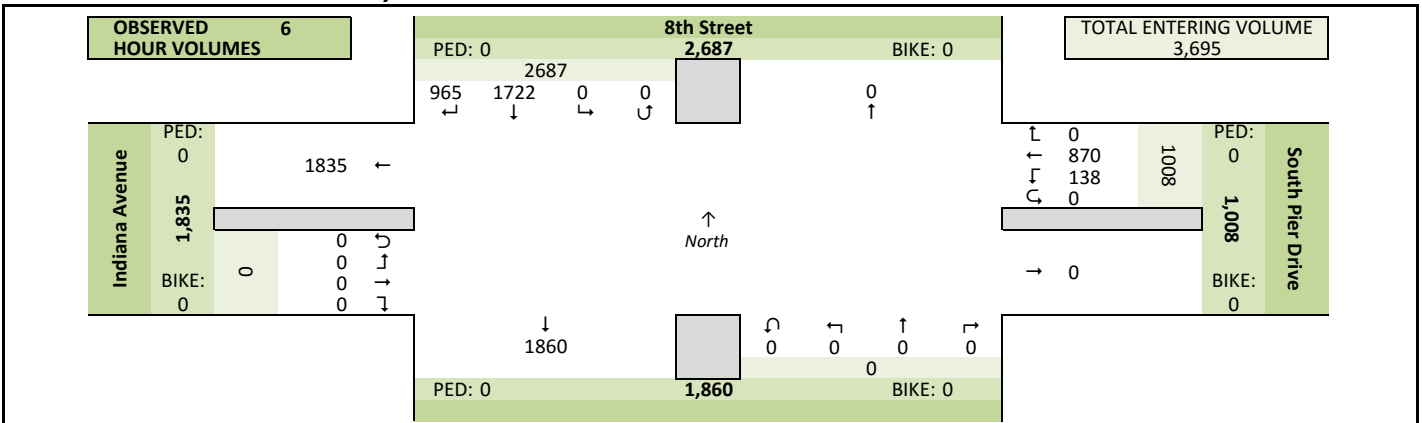 OBSERVED 6
HOUR VOLUMES
8th Street
TOTAL ENTERING VOLUME
3,695
PED: 0 2,687 BIKE: 0
2687
965 1722 0 0
↵ ↓ ↳ ↺
0
↑
PED:
0
1,835
BIKE:
0
Indiana Avenue
1835 ←
0
0 ↺
0 ↳
0 →
0 ↴
↑
North
↑ 0
← 870
↓ 138
↺ 0
1008
→ 0
PED:
0
1,008
BIKE:
0
South Pier Drive
↓
1860
↺ ↰ ↑ ↱
0 0 0 0
0
PED: 0 1,860 BIKE: 0